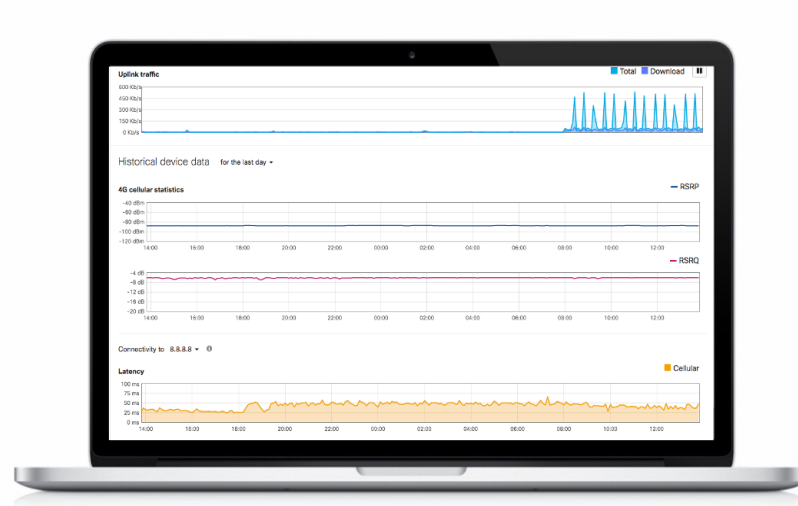 Uplink traffic Total Download
600 Kb/s
450 Kb/s
300 Kb/s
150 Kb/s
0 Kb/s
Historical device data for the last day
4G cellular statistics RSRP
-40 dBm
-60 dBm
-80 dBm
-100 dBm
-120 dBm
14:00 16:00 18:00 20:00 22:00 00:00 02:00 04:00 06:00 08:00 10:00 12:00
RSRQ
-4 dB
-8 dB
-12 dB
-16 dB
-20 dB
14:00 16:00 18:00 20:00 22:00 00:00 02:00 04:00 06:00 08:00 10:00 12:00
Connectivity to 8.8.8.8
Latency Cellular
100 ms
75 ms
50 ms
25 ms
0 ms
14:00 16:00 18:00 20:00 22:00 00:00 02:00 04:00 06:00 08:00 10:00 12:00